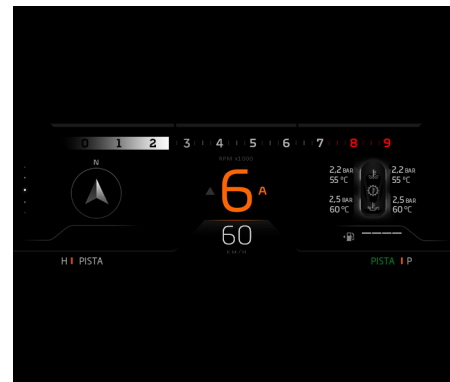 0 1 2 3 4 5 6 7 8 9
RPM x1000
N
6 A
2,2 BAR 2,2 BAR
55 °C 55 °C
2,5 BAR 2,5 BAR
60 °C 60 °C
60
KM/H
H PISTA
PISTA P